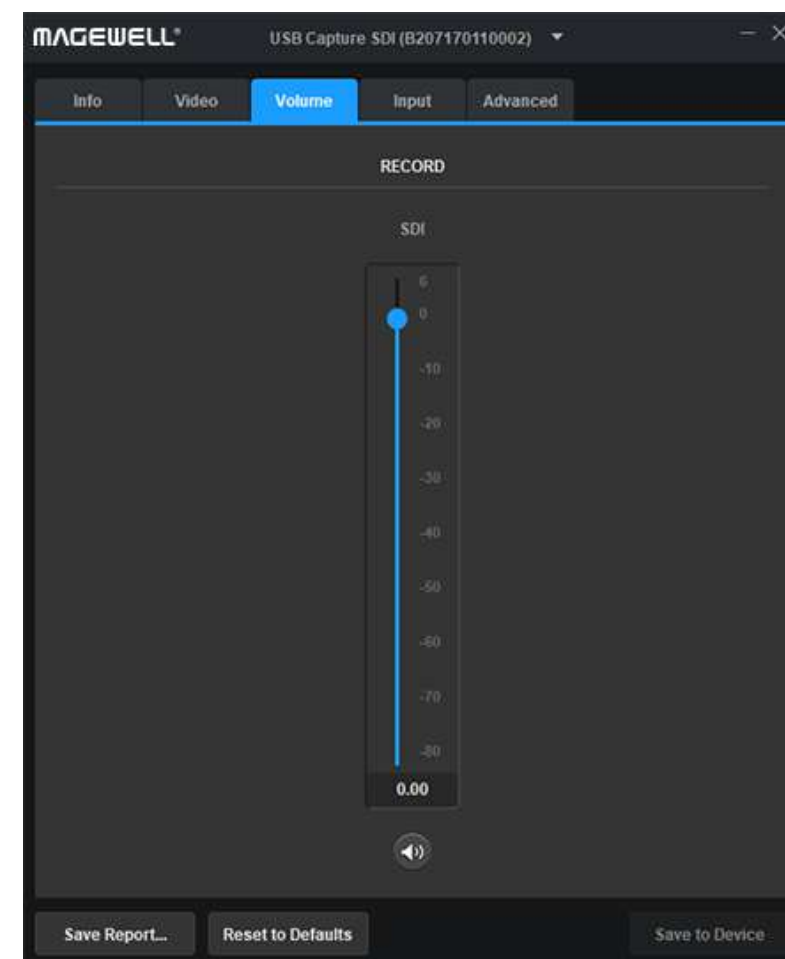 MAGEWELL® USB Capture SDI (B207170110002)
Info Video Volume Input Advanced
RECORD
SDI
6
0
-10
-20
-30
-40
-50
-60
-70
-80
0.00
Save Report... Reset to Defaults Save to Device